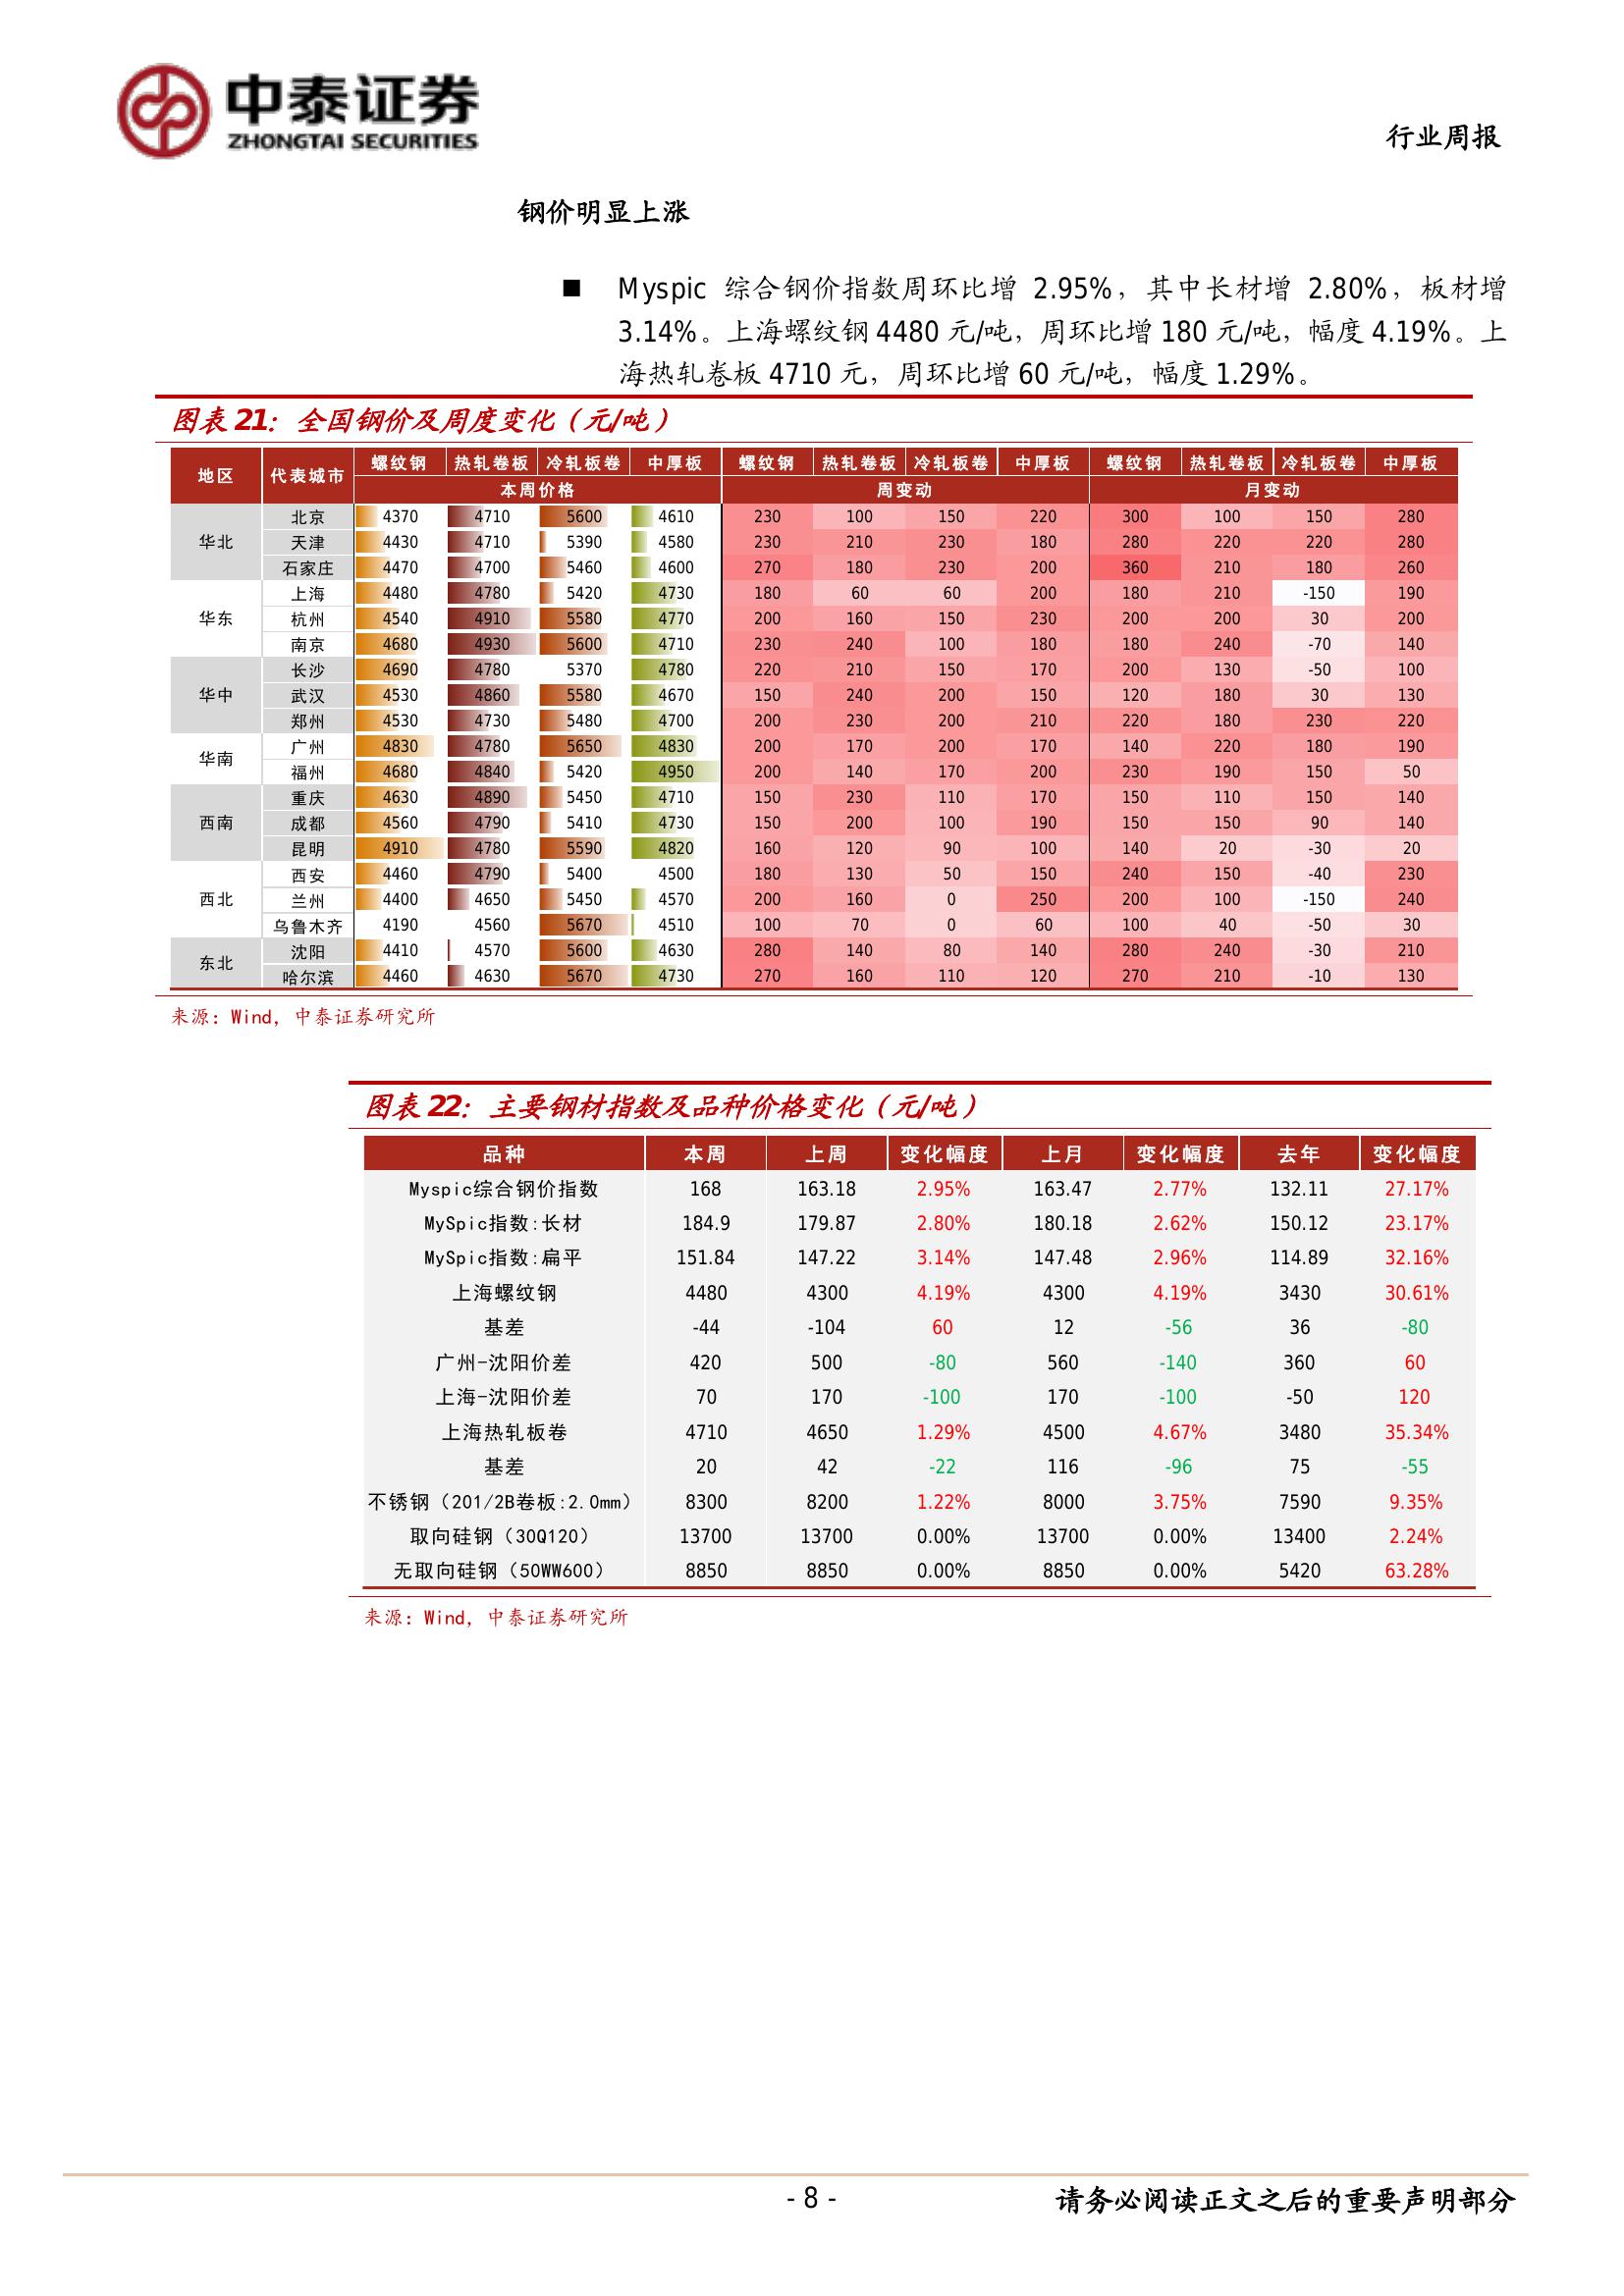 中泰证券
ZHONGTAI SECURITIES
行业周报
钢价明显上涨
■ Myspic 综合钢价指数周环比增 2.95%，其中长材增 2.80%，板材增
3.14%。上海螺纹钢 4480 元/吨，周环比增 180 元/吨，幅度 4.19%。上
海热轧卷板 4710 元，周环比增 60 元/吨，幅度 1.29%。
图表 21：全国钢价及周度变化（元/吨）
地区 代表城市 螺纹钢 热轧卷板 冷轧板卷 中厚板 螺纹钢 热轧卷板 冷轧板卷 中厚板 螺纹钢 热轧卷板 冷轧板卷 中厚板
本周价格 周变动 月变动
华北 北京 4370 4710 5600 4610 230 100 150 220 300 100 150 280
天津 4430 4710 5390 4580 230 210 230 180 280 220 220 280
石家庄 4470 4700 5460 4600 270 180 230 200 360 210 180 260
华东 上海 4480 4780 5420 4730 180 60 60 200 180 210 -150 190
杭州 4540 4910 5580 4770 200 160 150 230 200 200 30 200
南京 4680 4930 5600 4710 230 240 100 180 180 240 -70 140
华中 长沙 4690 4780 5370 4780 220 210 150 170 200 130 -50 100
武汉 4530 4860 5580 4670 150 240 200 150 120 180 30 130
郑州 4530 4730 5480 4700 200 230 200 210 220 180 230 220
华南 广州 4830 4780 5650 4830 200 170 200 170 140 220 180 190
福州 4680 4840 5420 4950 200 140 170 200 230 190 150 50
西南 重庆 4630 4890 5450 4710 150 230 110 170 150 110 150 140
成都 4560 4790 5410 4730 150 200 100 190 150 150 90 140
昆明 4910 4780 5590 4820 160 120 90 100 140 20 -30 20
西北 西安 4460 4790 5400 4500 180 130 50 150 240 150 -40 230
兰州 4400 4650 5450 4570 200 160 0 250 200 100 -150 240
乌鲁木齐 4190 4560 5670 4510 100 70 0 60 100 40 -50 30
东北 沈阳 4410 4570 5600 4630 280 140 80 140 280 240 -30 210
哈尔滨 4460 4630 5670 4730 270 160 110 120 270 210 -10 130
来源：Wind，中泰证券研究所
图表 22：主要钢材指数及品种价格变化（元/吨）
品种 本周 上周 变化幅度 上月 变化幅度 去年 变化幅度
Myspic综合钢价指数 168 163.18 2.95% 163.47 2.77% 132.11 27.17%
MySpic指数:长材 184.9 179.87 2.80% 180.18 2.62% 150.12 23.17%
MySpic指数:扁平 151.84 147.22 3.14% 147.48 2.96% 114.89 32.16%
上海螺纹钢 4480 4300 4.19% 4300 4.19% 3430 30.61%
基差 -44 -104 60 12 -56 36 -80
广州-沈阳价差 420 500 -80 560 -140 360 60
上海-沈阳价差 70 170 -100 170 -100 -50 120
上海热轧板卷 4710 4650 1.29% 4500 4.67% 3480 35.34%
基差 20 42 -22 116 -96 75 -55
不锈钢（201/2B卷板:2.0mm） 8300 8200 1.22% 8000 3.75% 7590 9.35%
取向硅钢（30Q120） 13700 13700 0.00% 13700 0.00% 13400 2.24%
无取向硅钢（50WW600） 8850 8850 0.00% 8850 0.00% 5420 63.28%
来源：Wind，中泰证券研究所
- 8 -
请务必阅读正文之后的重要声明部分